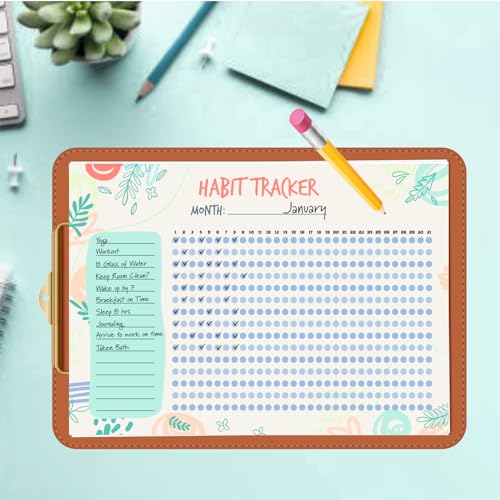 HABIT TRACKER
MONTH: January
1 2 3 4 5 6 7 8 9 10 11 12 13 14 15 16 17 18 19 20 21 22 23 24 25 26 27 28 29 30 31
Yoga
Workout
8 Glass of Water
Keep Room Clean?
Wake up by 7
Breakfast on Time
Sleep 8 hrs
Journaling
Arrive to work on time
Taken Bath